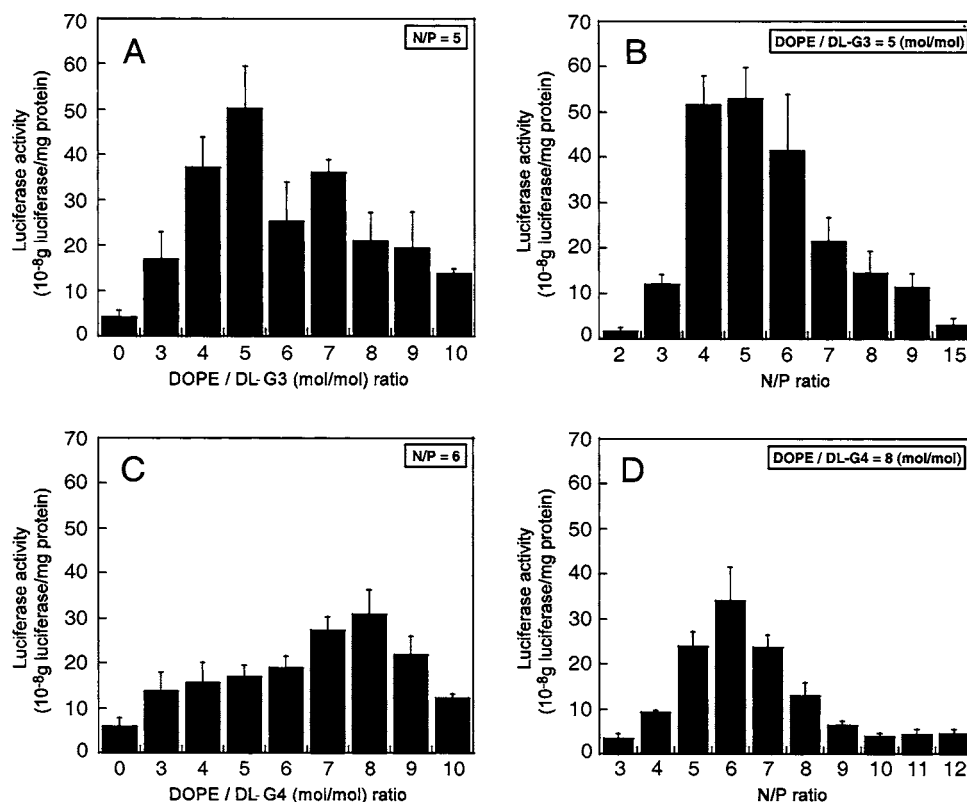 A
N/P = 5
Luciferase activity
(10-8g luciferase/mg protein)
70
60
50
40
30
20
10
0
0 3 4 5 6 7 8 9 10
DOPE / DL-G3 (mol/mol) ratio
B
DOPE / DL-G3 = 5 (mol/mol)
Luciferase activity
(10-8g luciferase/mg protein)
70
60
50
40
30
20
10
0
2 3 4 5 6 7 8 9 15
N/P ratio
C
N/P = 6
Luciferase activity
(10-8g luciferase/mg protein)
70
60
50
40
30
20
10
0
0 3 4 5 6 7 8 9 10
DOPE / DL-G4 (mol/mol) ratio
D
DOPE / DL-G4 = 8 (mol/mol)
Luciferase activity
(10-8g luciferase/mg protein)
70
60
50
40
30
20
10
0
3 4 5 6 7 8 9 10 11 12
N/P ratio